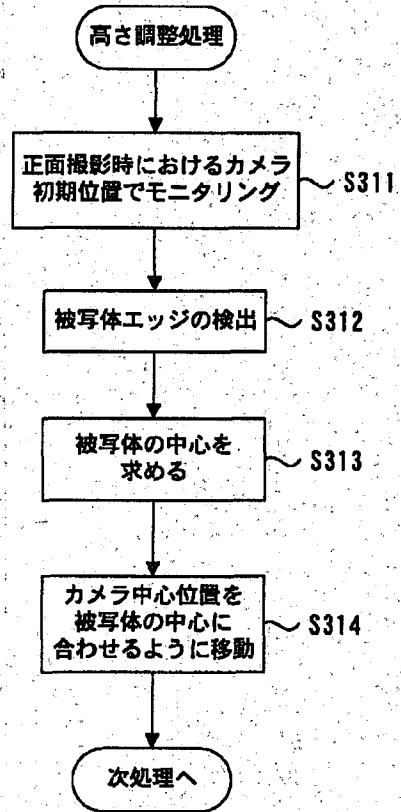 高さ調整処理
正面撮影時におけるカメラ
初期位置でモニタリング
S311
被写体エッジの検出
S312
被写体の中心を
求める
S313
カメラ中心位置を
被写体の中心に
合わせるように移動
S314
次処理へ